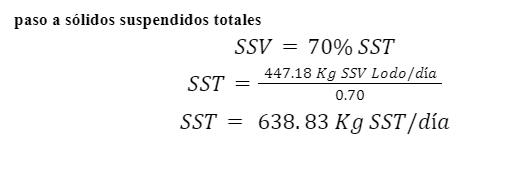 paso a sólidos suspendidos totales
SSV = 70% SST
SST = 447.18 Kg SSV Lodo/día / 0.70
SST = 638.83 Kg SST/día